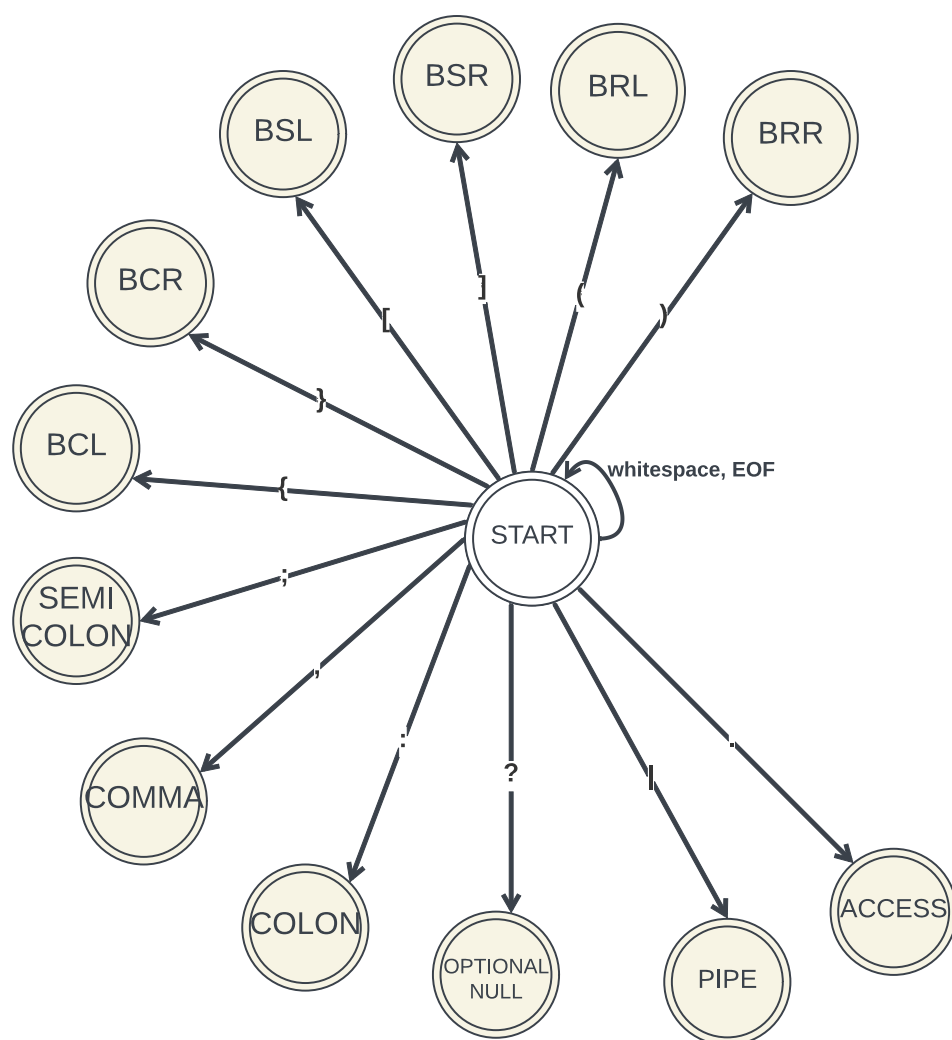 BSR
BRL
BSL
BRR
BCR
]
(
)
[
}
BCL
whitespace, EOF
{
START
;
SEMI
COLON
,
:
.
?
|
COMMA
ACCESS
COLON
OPTIONAL
NULL
PIPE